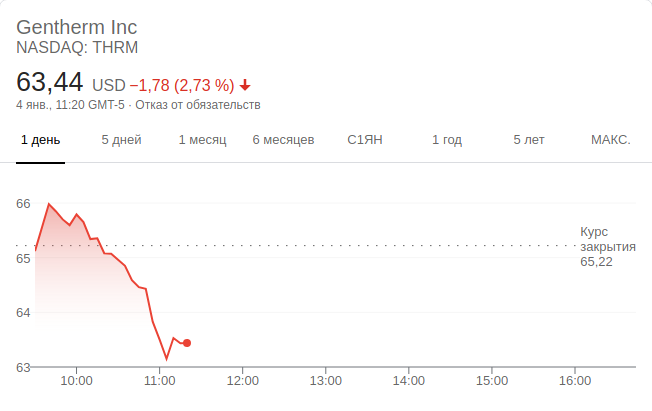 Gentherm Inc
NASDAQ: THRM
63,44 USD −1,78 (2,73 %)
4 янв., 11:20 GMT-5 · Отказ от обязательств
1 день 5 дней 1 месяц 6 месяцев С1ЯН 1 год 5 лет МАКС.
66
Курс
закрытия
65
65,22
64
63
10:00 11:00 12:00 13:00 14:00 15:00 16:00